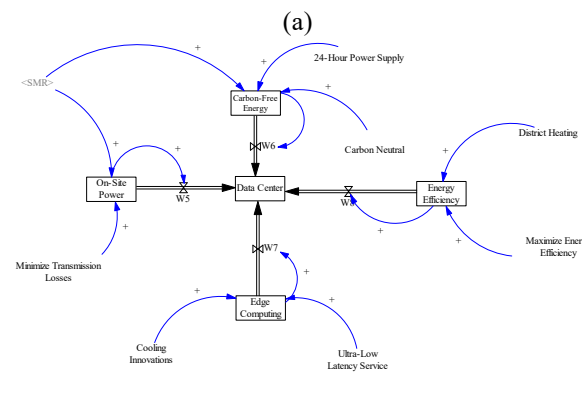 (a)
+
24-Hour Power Supply
+
<SMR>
+
Carbon-Free
Energy
+
District Heating
+
W6
Carbon Neutral
+
+
+
On-Site
Power
W5
Data Center
W8
Energy
Efficiency
+
+
+
Minimize Transmission
Losses
W7
Maximize Ener
Efficiency
+
+
Edge
Computing
+
Cooling
Innovations
Ultra-Low
Latency Service